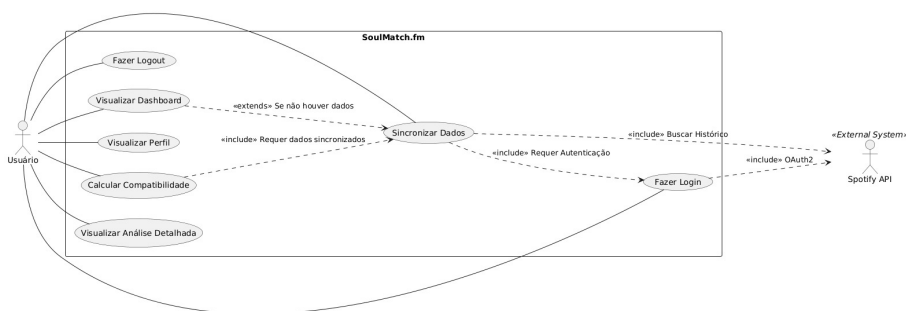 SoulMatch.fm
Fazer Logout
Visualizar Dashboard
«extends» Se não houver dados
Sincronizar Dados
«include» Buscar Histórico
«External System»
Visualizar Perfil
«include» Requer dados sincronizados
Usuário
«include» Requer Autenticação
«include» OAuth2
Spotify API
Calcular Compatibilidade
Fazer Login
Visualizar Análise Detalhada